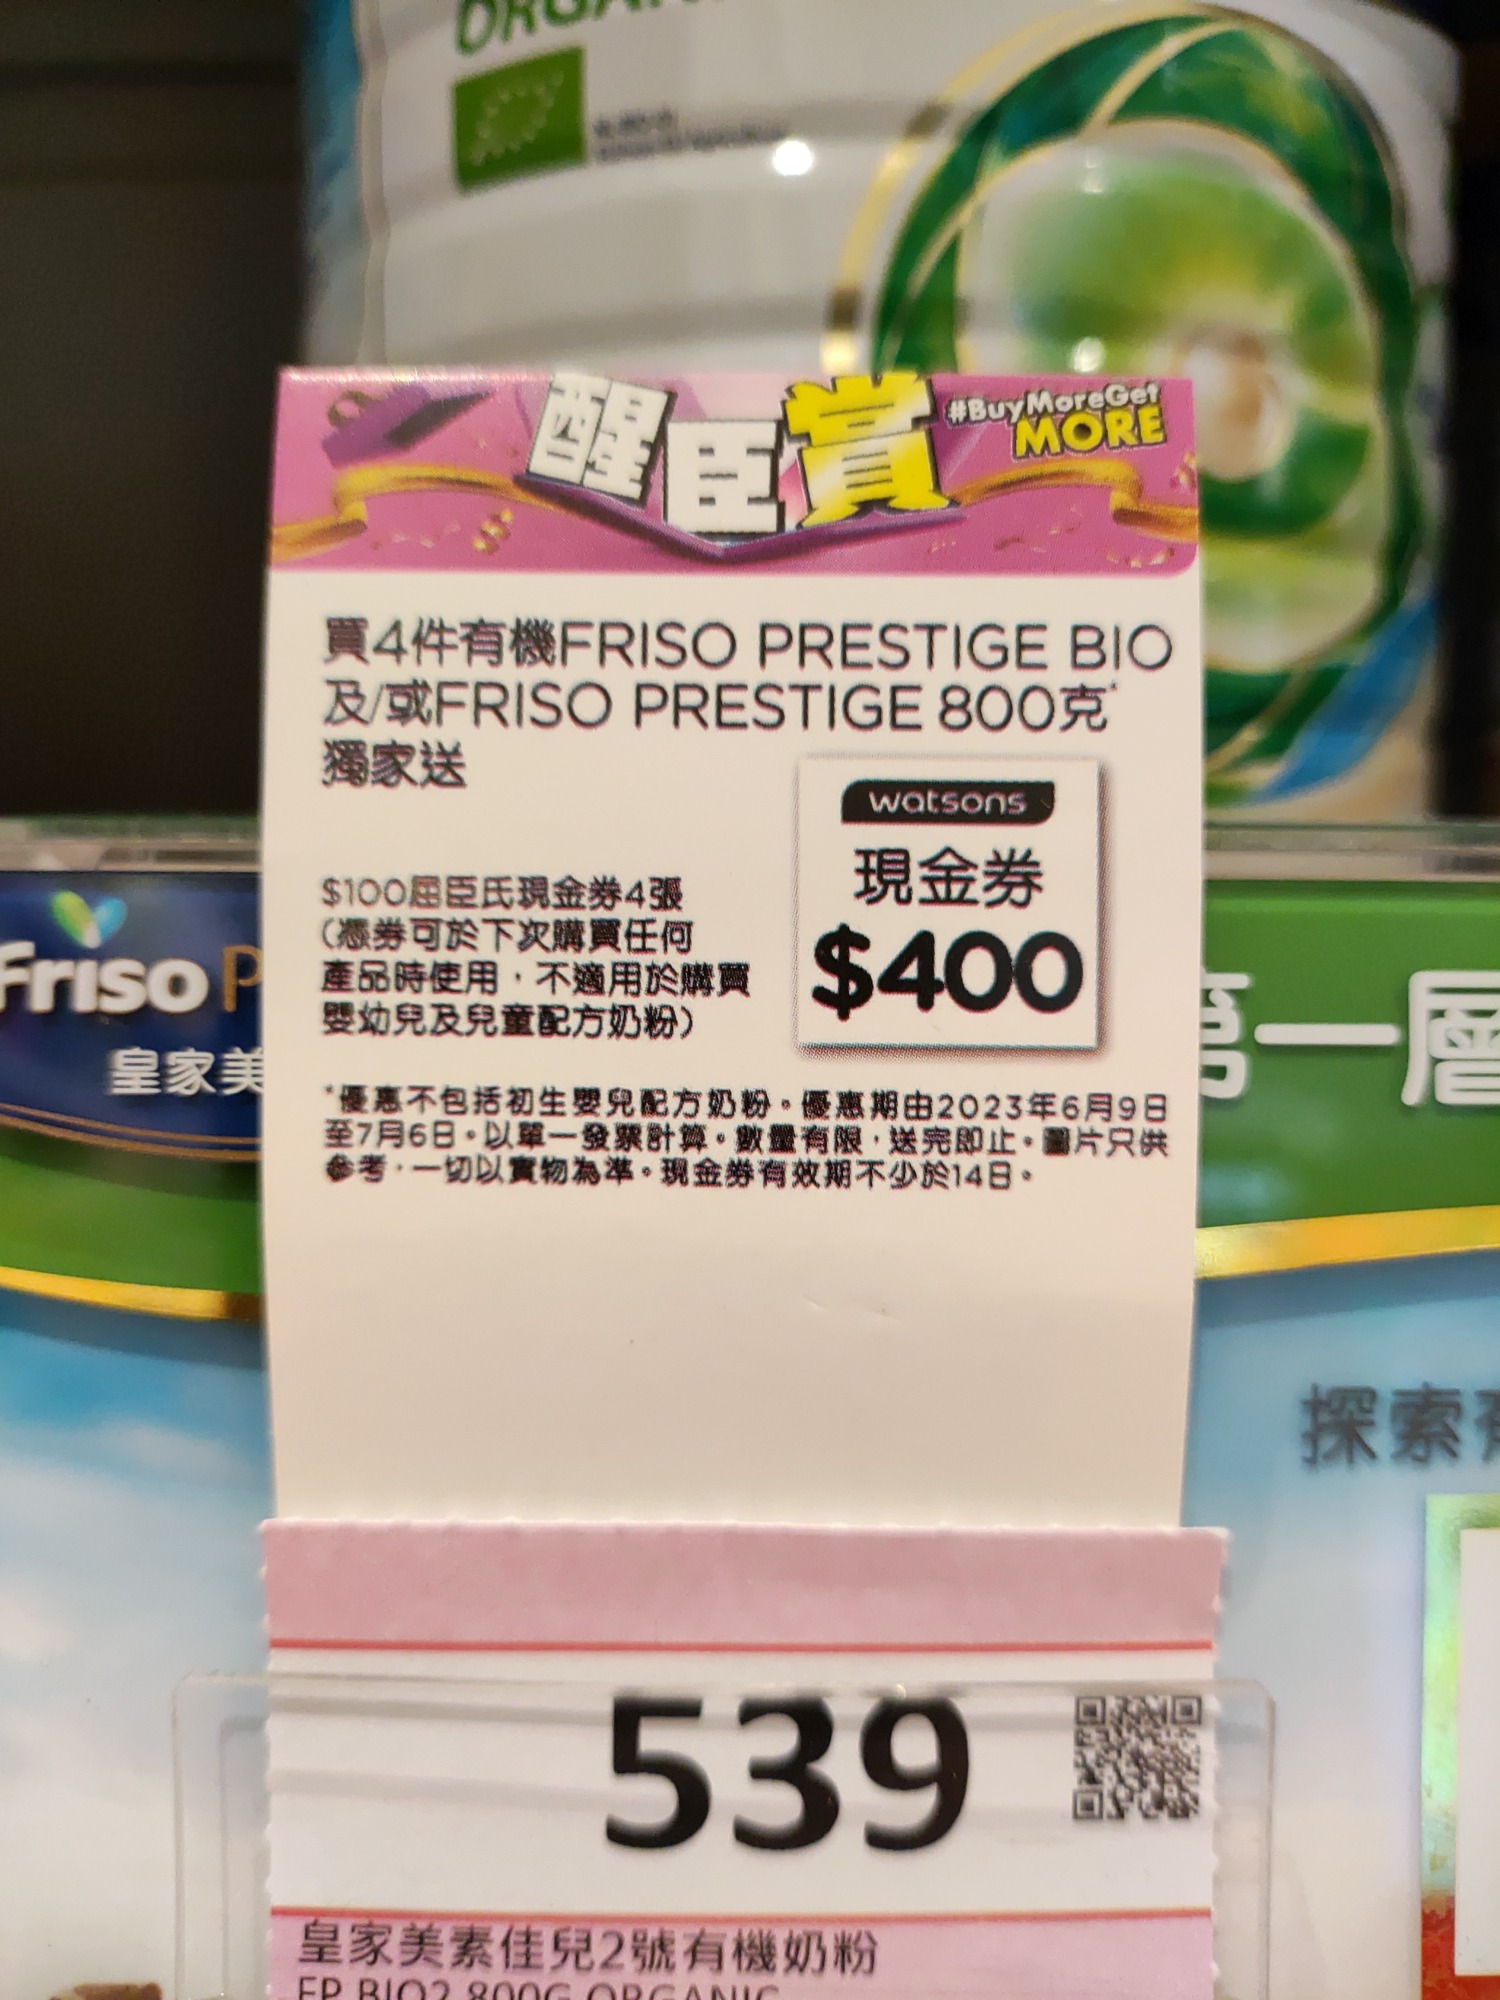 ORGAN
醒臣賞
#BuyMoreGet
MORE
買4件有機FRISO PRESTIGE BIO
及/或FRISO PRESTIGE 800克*
獨家送
watsons
現金券
$400
$100屈臣氏現金券4張
(憑券可於下次購買任何
產品時使用，不適用於購買
嬰幼兒及兒童配方奶粉)
*優惠不包括初生嬰兒配方奶粉。優惠期由2023年6月9日
至7月6日。以單一發票計算。數量有限，送完即止。圖片只供
參考，一切以實物為準。現金券有效期不少於14日。
Friso P
皇家美
第一層
探索
539
皇家美素佳兒2號有機奶粉
FP BIO2 800G ORGANIC